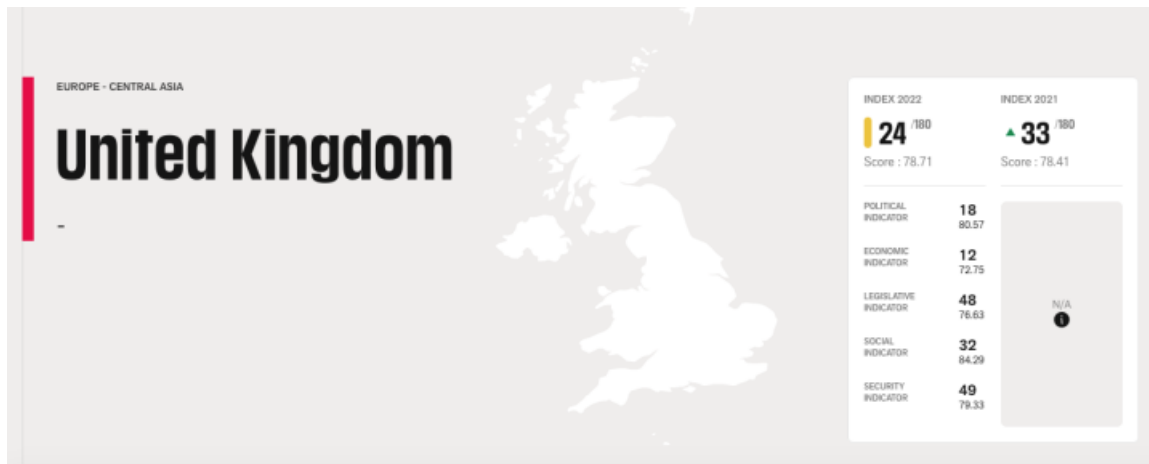 EUROPE - CENTRAL ASIA
United Kingdom
-
INDEX 2022
24 /180
Score : 78.71
INDEX 2021
▲ 33 /180
Score : 78.41
POLITICAL
INDICATOR
18
80.57
ECONOMIC
INDICATOR
12
72.75
LEGISLATIVE
INDICATOR
48
76.63
SOCIAL
INDICATOR
32
84.29
SECURITY
INDICATOR
49
79.33
N/A
i